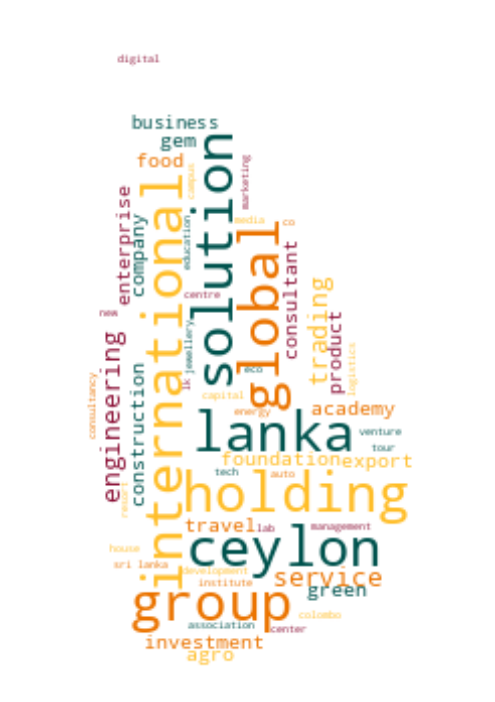 digital
business
gem
food
solution
international
campus
marketing
enterprise
company
education
media
co
global
consultant
centre
trading
new
product
jewellery
lk
logistics
engineering
eco
construction
consultancy
capital
energy
academy
lanka
venture
tour
foundation
export
tech
auto
resort
holding
travel
lab
management
ceylon
house
sri lanka
development
service
institute
green
group
colombo
association
center
investment
agro